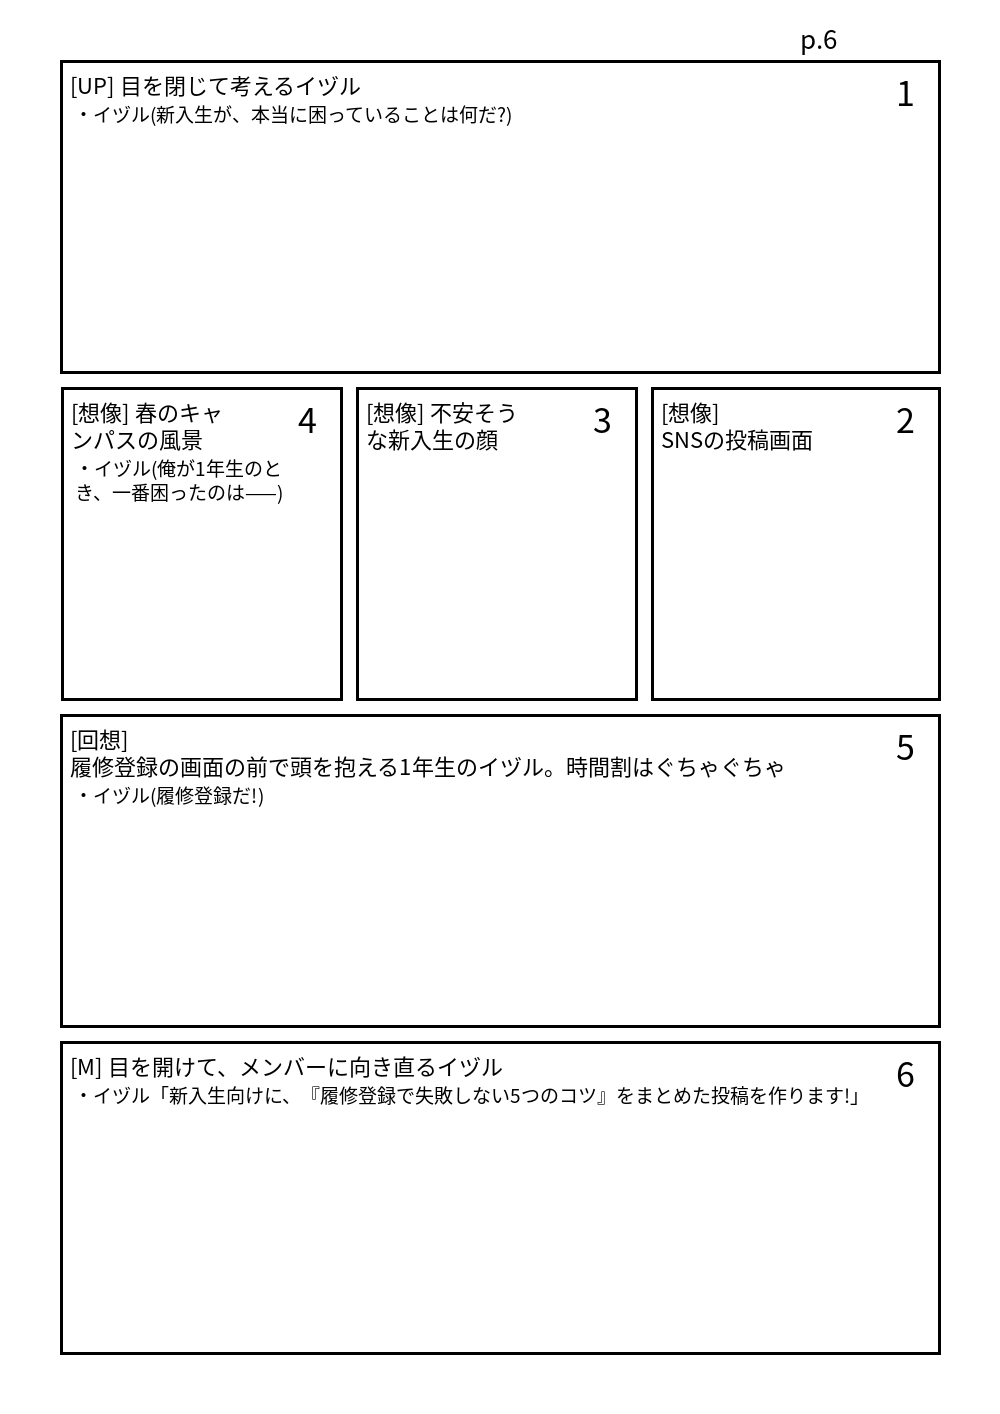 p.6
1
[UP] 目を閉じて考えるイヅル
・イヅル(新入生が、本当に困っていることは何だ?)
2
[想像]
SNSの投稿画面
3
[想像] 不安そう
な新入生の顔
4
[想像] 春のキャ
ンパスの風景
・イヅル(俺が1年生のと
き、一番困ったのは——)
5
[回想]
履修登録の画面の前で頭を抱える1年生のイヅル。時間割はぐちゃぐちゃ
・イヅル(履修登録だ!)
6
[M] 目を開けて、メンバーに向き直るイヅル
・イヅル「新入生向けに、『履修登録で失敗しない5つのコツ』をまとめた投稿を作ります!」